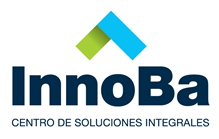 InnoBa
CENTRO DE SOLUCIONES INTEGRALES